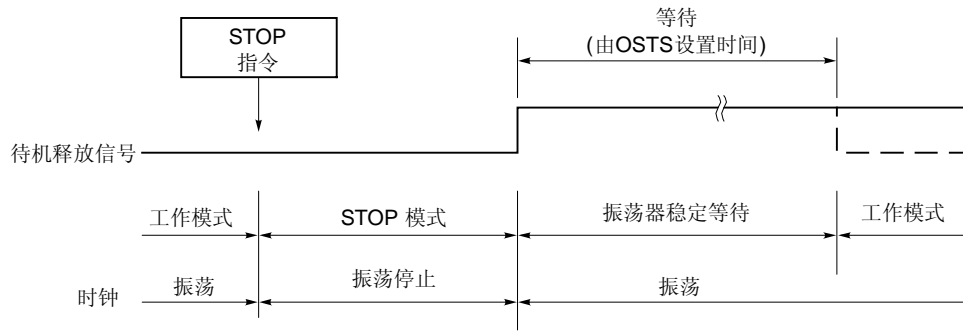 等待
(由OSTS设置时间)
STOP
指令
待机释放信号
工作模式
STOP 模式
振荡器稳定等待
工作模式
时钟
振荡
振荡停止
振荡